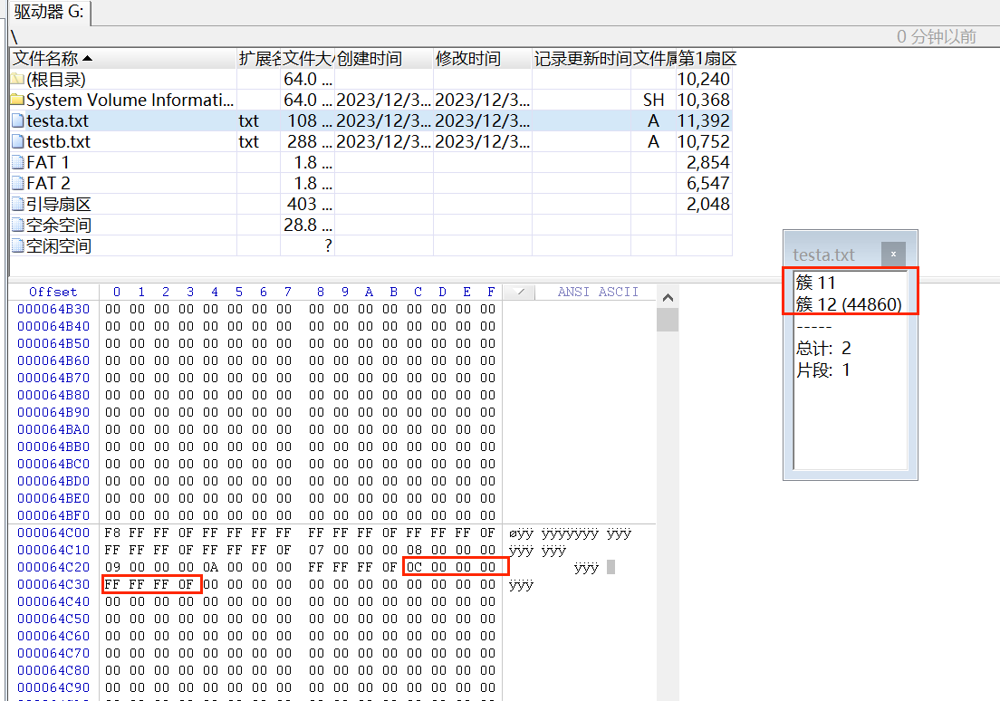 驱动器 G:
\ 0 分钟以前
文件名称 扩展名 文件大小 创建时间 修改时间 记录更新时间 文件属 第1扇区
(根目录) 64.0 ... 10,240
System Volume Informati... 64.0 ... 2023/12/3... 2023/12/3... SH 10,368
testa.txt txt 108 ... 2023/12/3... 2023/12/3... A 11,392
testb.txt txt 288 ... 2023/12/3... 2023/12/3... A 10,752
FAT 1 1.8 ... 2,854
FAT 2 1.8 ... 6,547
引导扇区 403 ... 2,048
空余空间 28.8 ...
空闲空间 ?
testa.txt x
簇 11
簇 12 (44860)
-----
总计: 2
片段: 1
Offset 0 1 2 3 4 5 6 7 8 9 A B C D E F ANSI ASCII
000064B30 00 00 00 00 00 00 00 00 00 00 00 00 00 00 00 00
000064B40 00 00 00 00 00 00 00 00 00 00 00 00 00 00 00 00
000064B50 00 00 00 00 00 00 00 00 00 00 00 00 00 00 00 00
000064B60 00 00 00 00 00 00 00 00 00 00 00 00 00 00 00 00
000064B70 00 00 00 00 00 00 00 00 00 00 00 00 00 00 00 00
000064B80 00 00 00 00 00 00 00 00 00 00 00 00 00 00 00 00
000064B90 00 00 00 00 00 00 00 00 00 00 00 00 00 00 00 00
000064BA0 00 00 00 00 00 00 00 00 00 00 00 00 00 00 00 00
000064BB0 00 00 00 00 00 00 00 00 00 00 00 00 00 00 00 00
000064BC0 00 00 00 00 00 00 00 00 00 00 00 00 00 00 00 00
000064BD0 00 00 00 00 00 00 00 00 00 00 00 00 00 00 00 00
000064BE0 00 00 00 00 00 00 00 00 00 00 00 00 00 00 00 00
000064BF0 00 00 00 00 00 00 00 00 00 00 00 00 00 00 00 00
000064C00 F8 FF FF 0F FF FF FF FF FF FF FF 0F FF FF FF 0F øÿÿ ÿÿÿÿÿÿÿ ÿÿÿ
000064C10 FF FF FF 0F FF FF FF 0F 07 00 00 00 08 00 00 00 ÿÿÿ ÿÿÿ
000064C20 09 00 00 00 0A 00 00 00 FF FF FF 0F 0C 00 00 00 ÿÿÿ
000064C30 FF FF FF 0F 00 00 00 00 00 00 00 00 00 00 00 00 ÿÿÿ
000064C40 00 00 00 00 00 00 00 00 00 00 00 00 00 00 00 00
000064C50 00 00 00 00 00 00 00 00 00 00 00 00 00 00 00 00
000064C60 00 00 00 00 00 00 00 00 00 00 00 00 00 00 00 00
000064C70 00 00 00 00 00 00 00 00 00 00 00 00 00 00 00 00
000064C80 00 00 00 00 00 00 00 00 00 00 00 00 00 00 00 00
000064C90 00 00 00 00 00 00 00 00 00 00 00 00 00 00 00 00